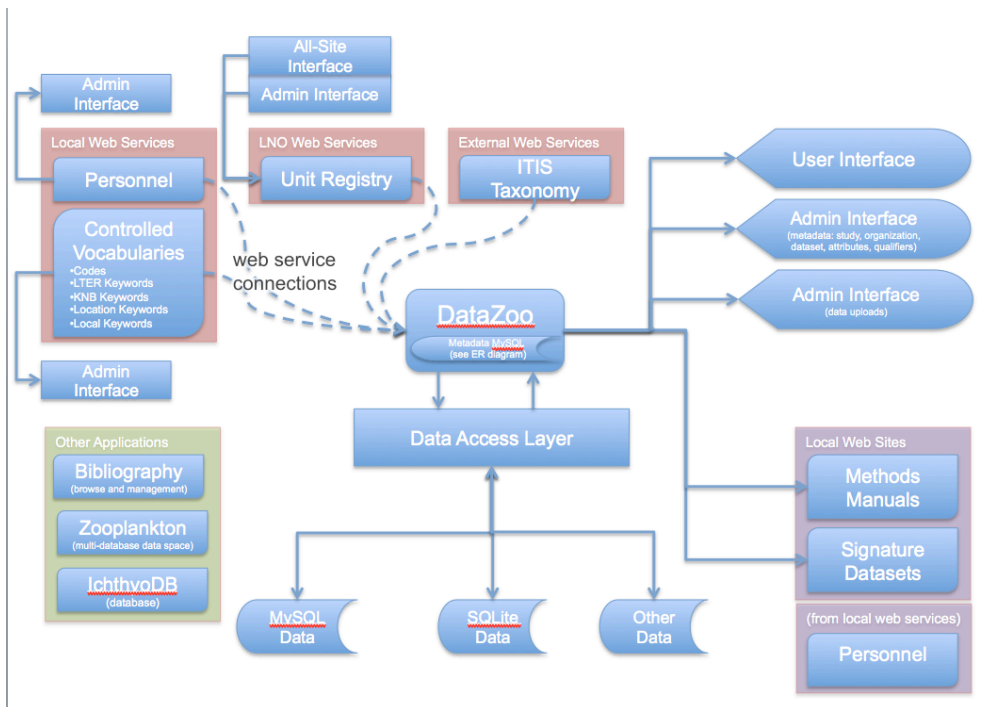 All-Site
Interface
Admin Interface
Admin
Interface
Local Web Services
Personnel
Controlled
Vocabularies
•Codes
•LTER Keywords
•KNB Keywords
•Location Keywords
•Local Keywords
Admin
Interface
LNO Web Services
Unit Registry
External Web Services
ITIS
Taxonomy
web service
connections
DataZoo
Metadata MySQL
(see ER diagram)
User Interface
Admin Interface
(metadata: study, organization,
dataset, attributes, qualifiers)
Admin Interface
(data uploads)
Data Access Layer
Other Applications
Bibliography
(browse and management)
Zooplankton
(multi-database data space)
IchthyoDB
(database)
MySQL
Data
SQLite
Data
Other
Data
Local Web Sites
Methods
Manuals
Signature
Datasets
(from local web services)
Personnel